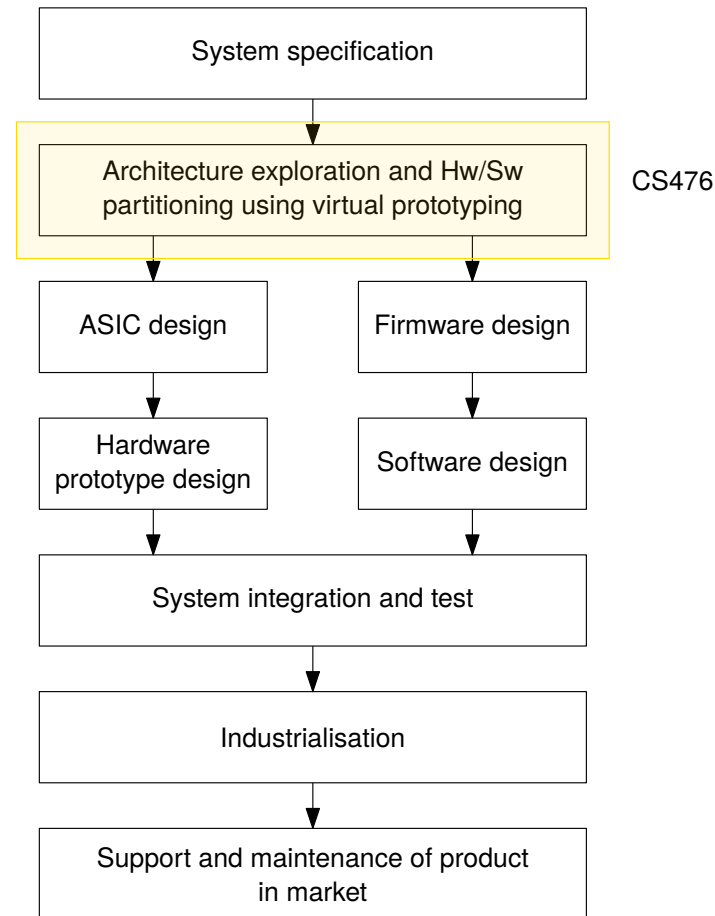 System specification
Architecture exploration and Hw/Sw
partitioning using virtual prototyping
CS476
ASIC design
Firmware design
Hardware
prototype design
Software design
System integration and test
Industrialisation
Support and maintenance of product
in market